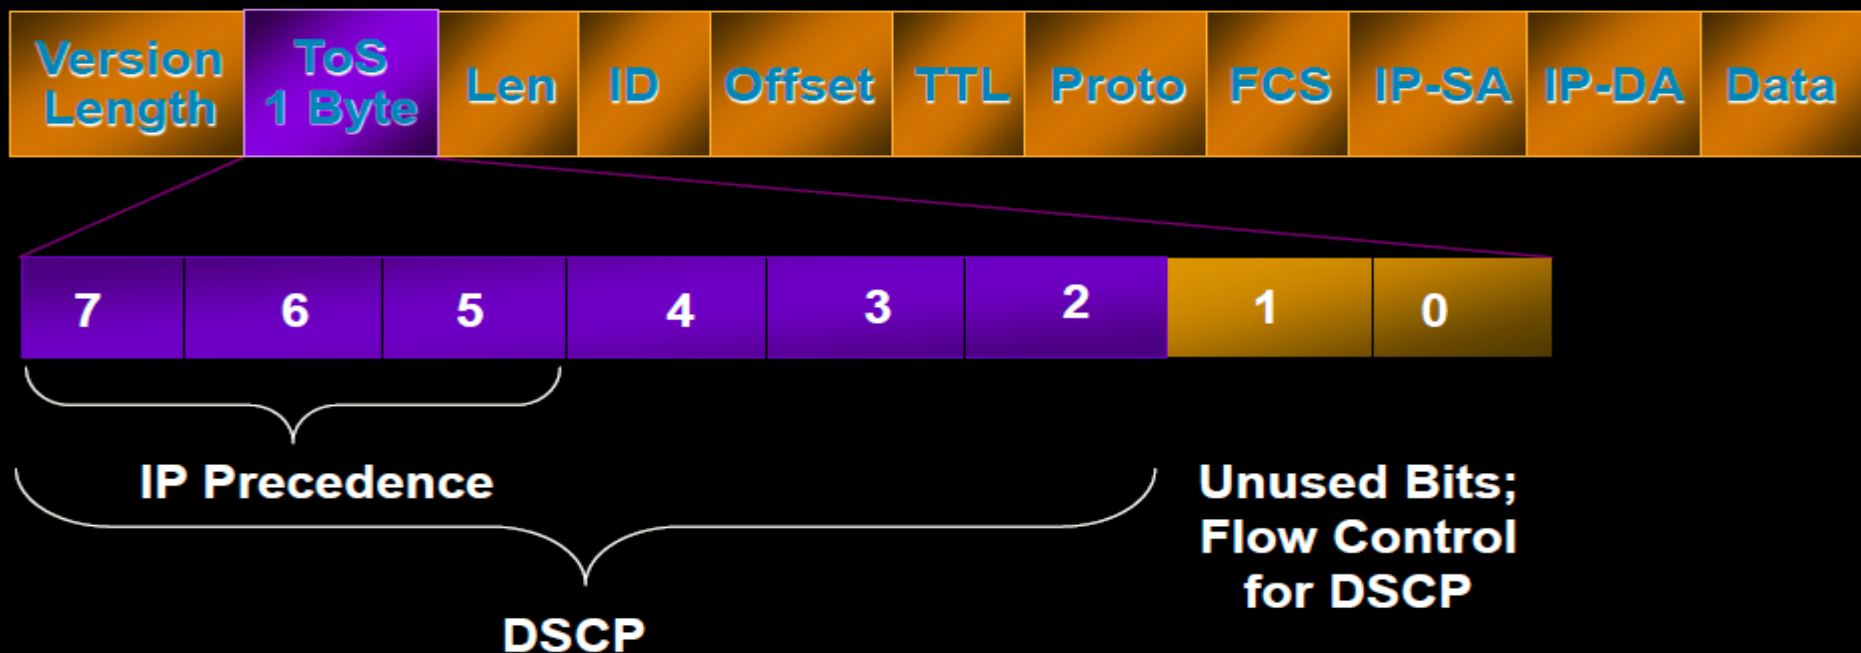 Version
Length
ToS
1 Byte
Len
ID
Offset
TTL
Proto
FCS
IP-SA
IP-DA
Data
7 6 5 4 3 2 1 0
IP Precedence
DSCP
Unused Bits;
Flow Control
for DSCP